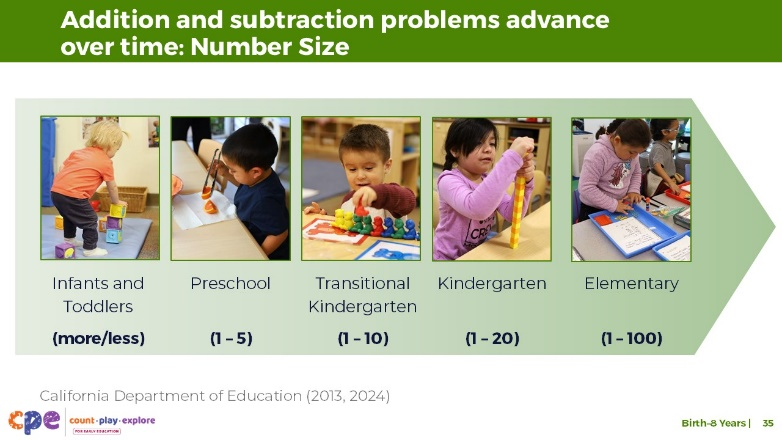 Addition and subtraction problems advance
over time: Number Size
Infants and
Toddlers
(more/less)
Preschool
(1 – 5)
Transitional
Kindergarten
(1 – 10)
Kindergarten
(1 – 20)
Elementary
(1 – 100)
California Department of Education (2013, 2024)
cpe
count·play·explore
FOR EARLY EDUCATION
Birth–8 Years | 35